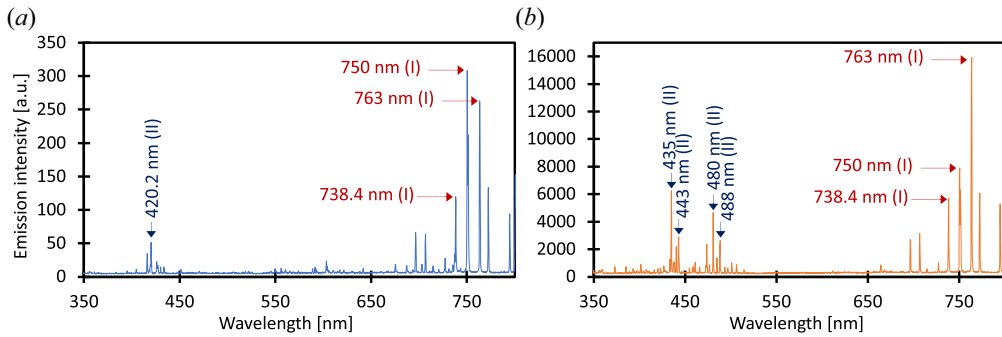 (a)
350
300
250
200
150
100
50
0
Emission intensity [a.u.]
750 nm (I)
763 nm (I)
738.4 nm (I)
420.2 nm (II)
350
450
550
650
750
Wavelength [nm]
(b)
16000
14000
12000
10000
8000
6000
4000
2000
0
763 nm (I)
750 nm (I)
738.4 nm (I)
435 nm (II)
443 nm (II)
480 nm (II)
488 nm (II)
350
450
550
650
750
Wavelength [nm]